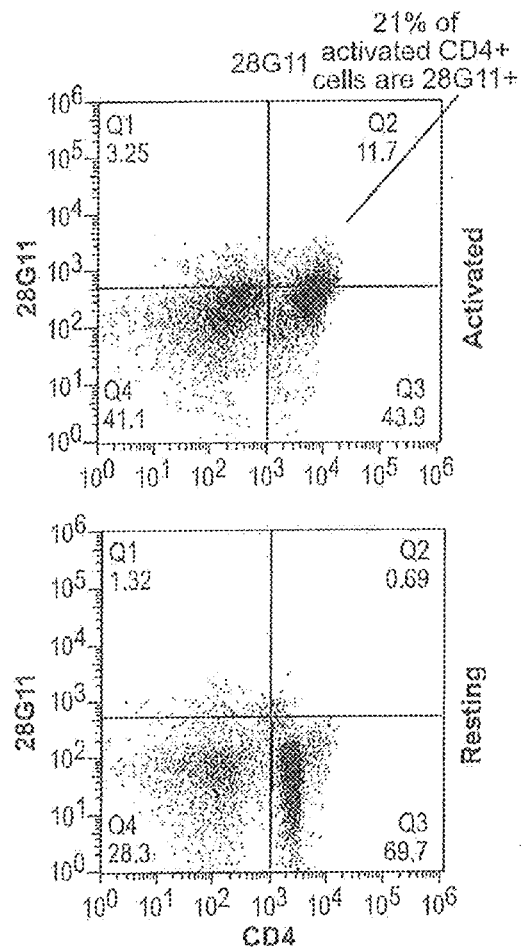 21% of
activated CD4+
cells are 28G11+
28G11
10^6
10^5
10^4
10^3
10^2
10^1
10^0
28G11
Q1
3.25
Q2
11.7
Q4
41.1
Q3
43.9
Activated
10^0 10^1 10^2 10^3 10^4 10^5 10^6
10^6
10^5
10^4
10^3
10^2
10^1
10^0
28G11
Q1
1.32
Q2
0.69
Q4
28.3
Q3
69.7
Resting
10^0 10^1 10^2 10^3 10^4 10^5 10^6
CD4